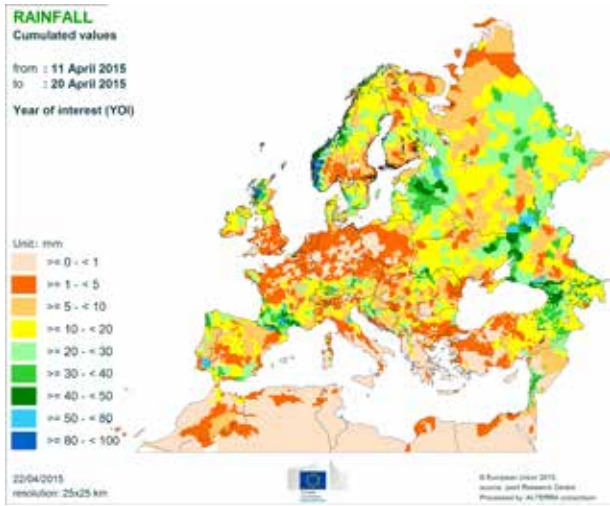 RAINFALL
Cumulated values
from : 11 April 2015
to : 20 April 2015
Year of interest (YOI)
Unit: mm
>= 0 - < 1
>= 1 - < 5
>= 5 - < 10
>= 10 - < 20
>= 20 - < 30
>= 30 - < 40
>= 40 - < 50
>= 50 - < 80
>= 80 - < 100
22/04/2015
resolution: 25x25 km
© European Union 2015
source: Joint Research Centre
Processed by ALTERRA consortium